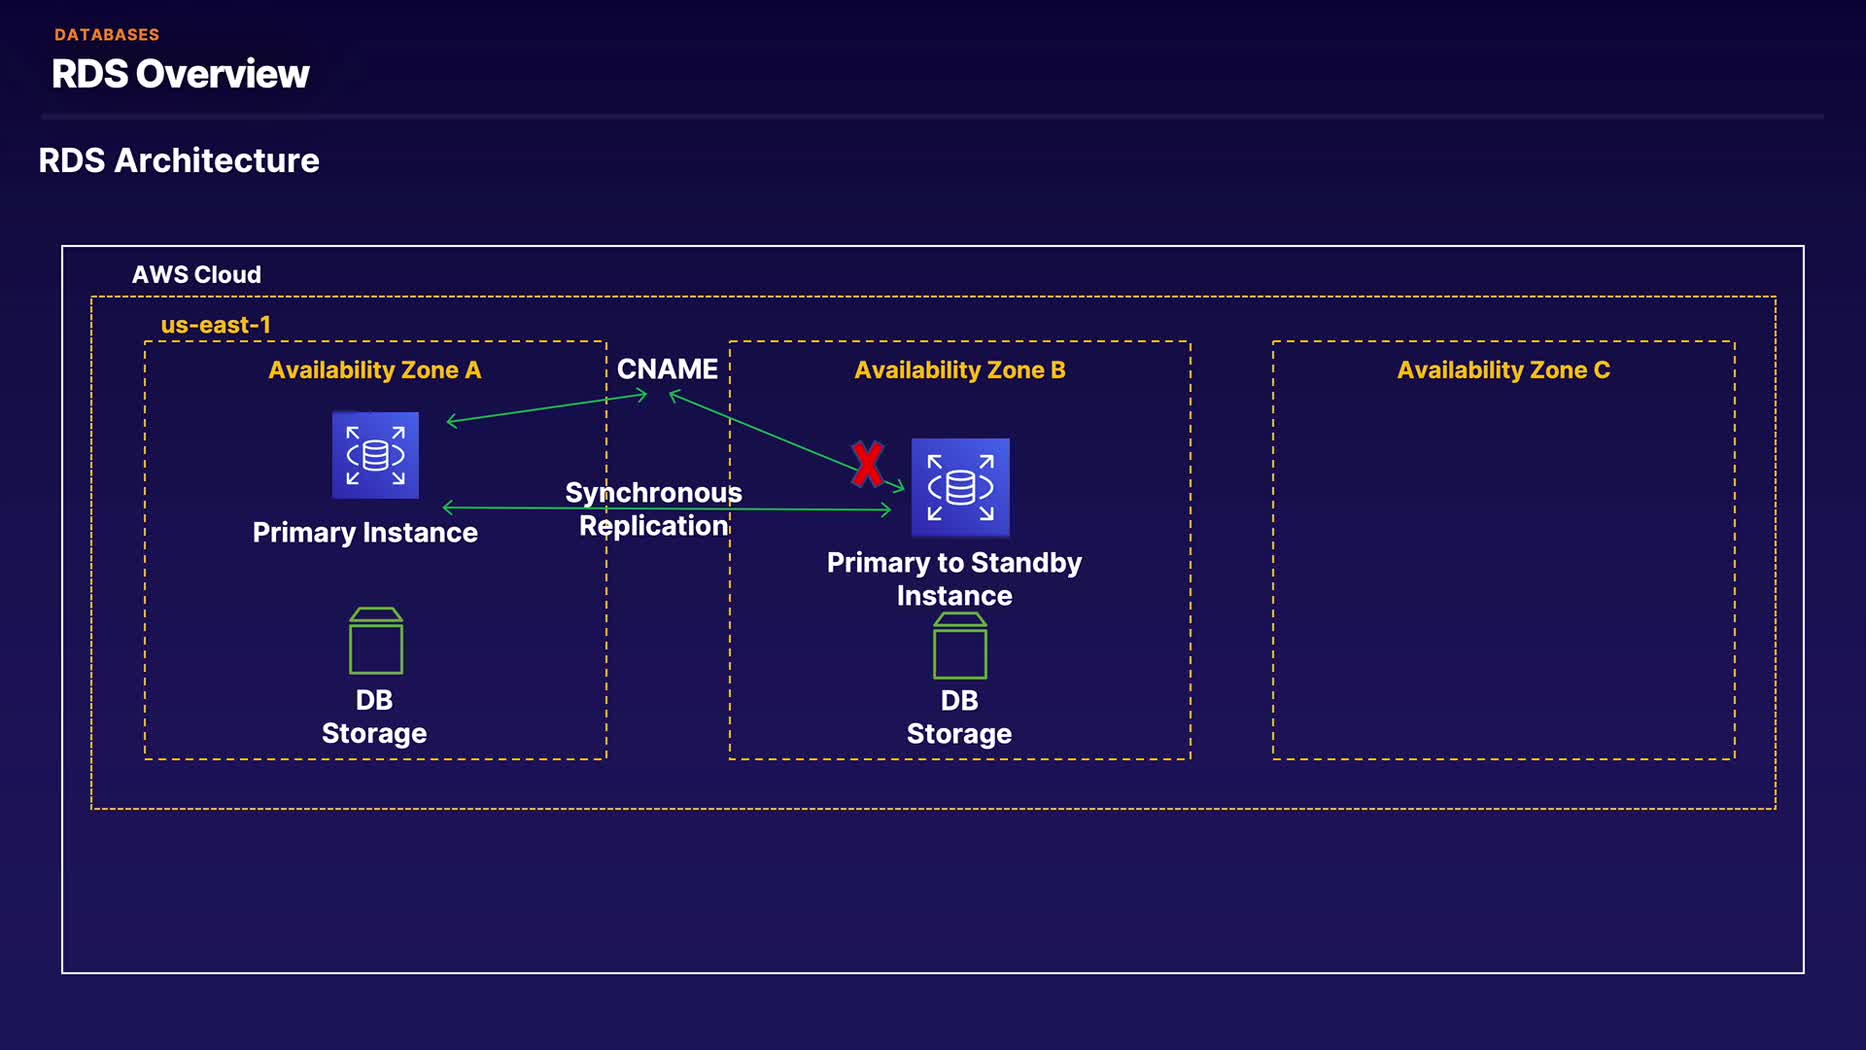 DATABASES
RDS Overview
RDS Architecture
AWS Cloud
us-east-1
Availability Zone A
CNAME
Availability Zone B
Availability Zone C
Synchronous
Replication
Primary Instance
Primary to Standby
Instance
DB
Storage
DB
Storage